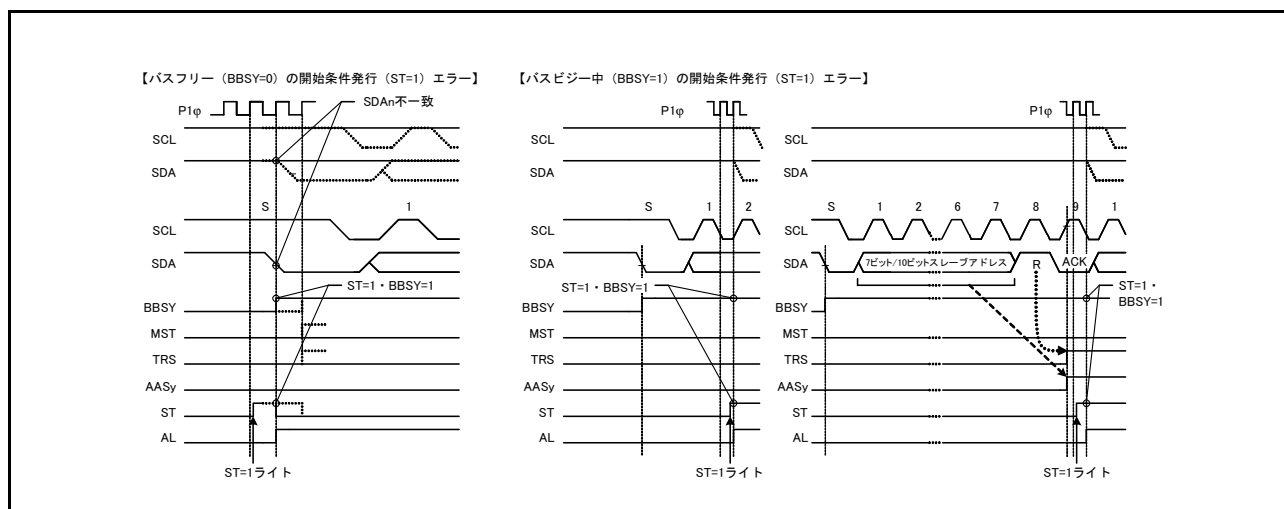 【バスフリー（BBSY=0）の開始条件発行（ST=1）エラー】
P1φ
SDAn不一致
SCL
SDA
S
1
SCL
SDA
ST=1・BBSY=1
BBSY
MST
TRS
AASy
ST
AL
ST=1ライト
【バスビジー中（BBSY=1）の開始条件発行（ST=1）エラー】
P1φ
SCL
SDA
S
1
2
SCL
SDA
ST=1・BBSY=1
BBSY
MST
TRS
AASy
ST
AL
ST=1ライト
P1φ
SCL
SDA
S
1
2
6
7
8
9
1
SCL
SDA
7ビット/10ビットスレーブアドレス
R
ACK
ST=1・
BBSY=1
BBSY
MST
TRS
AASy
ST
AL
ST=1ライト